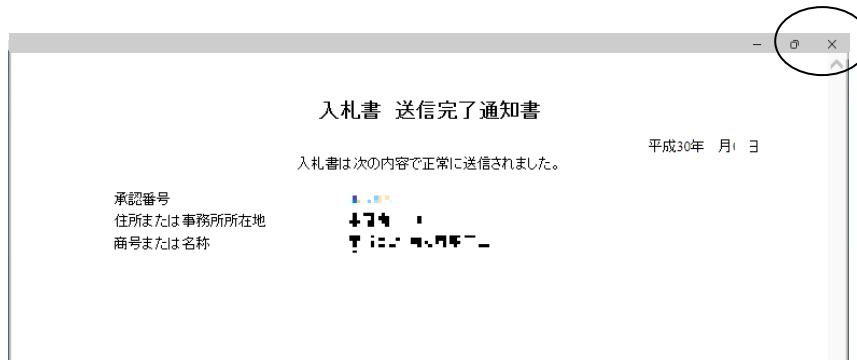 入札書 送信完了通知書
平成30年 月 日
入札書は次の内容で正常に送信されました。
承認番号
住所または事務所所在地
商号または名称